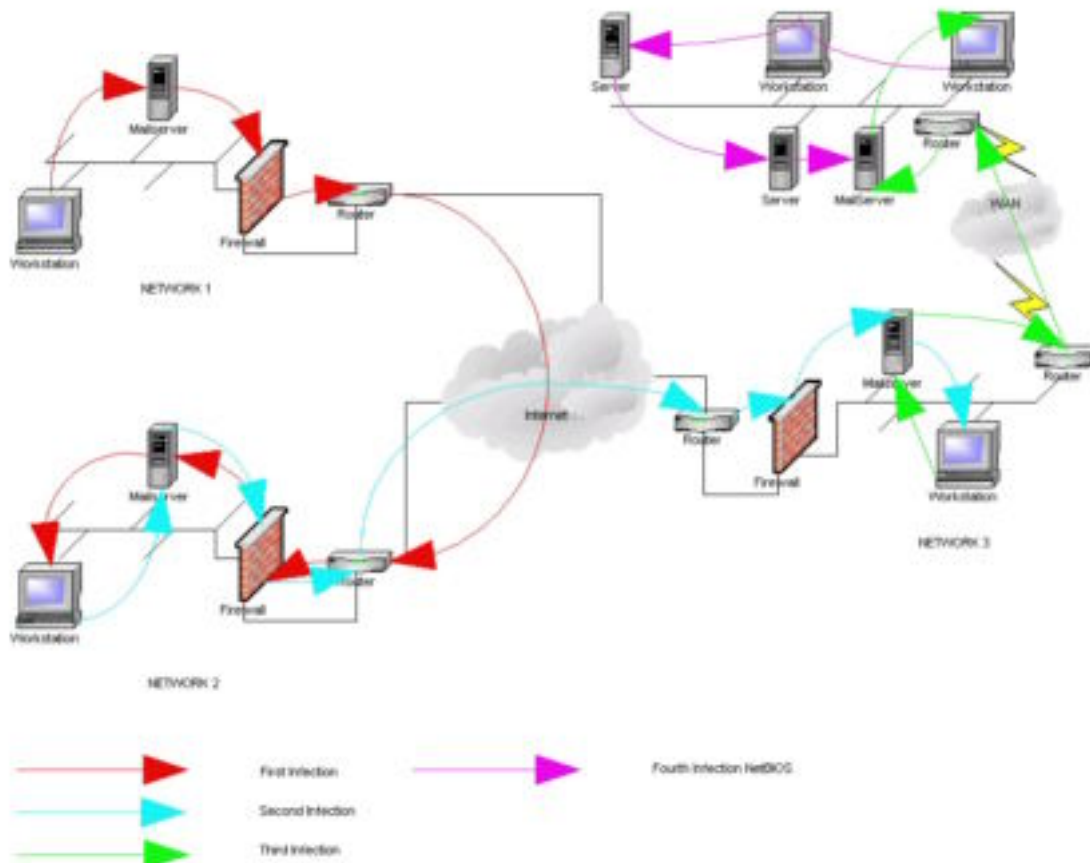 Server
Workstation
Workstation
Mailserver
Router
Server
MailServer
WAN
Router
Firewall
Workstation
NETWORK 1
Mailserver
Router
Internet
Router
Mailserver
Firewall
Workstation
Router
Firewall
Workstation
NETWORK 3
NETWORK 2
First Infection
Fourth Infection NetBIOS
Second Infection
Third Infection